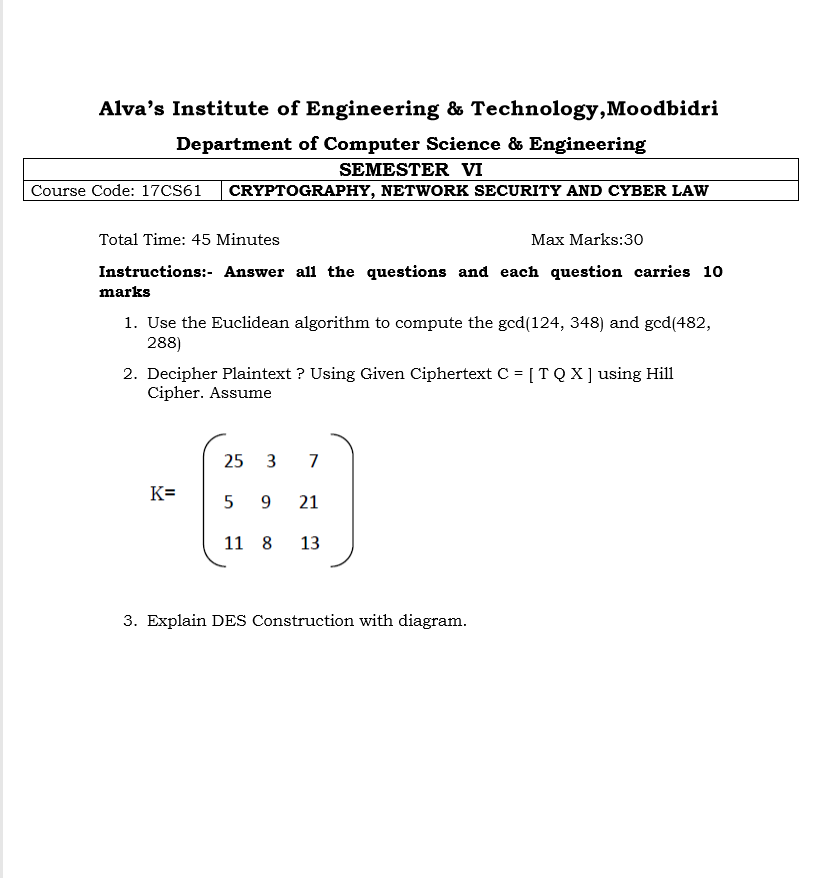 Alva's Institute of Engineering & Technology,Moodbidri
Department of Computer Science & Engineering
SEMESTER VI
Course Code: 17CS61 CRYPTOGRAPHY, NETWORK SECURITY AND CYBER LAW
Total Time: 45 Minutes Max Marks:30
Instructions:- Answer all the questions and each question carries 10
marks
1. Use the Euclidean algorithm to compute the gcd(124, 348) and gcd(482,
288)
2. Decipher Plaintext ? Using Given Ciphertext C = [ T Q X ] using Hill
Cipher. Assume
25 3 7
K=
5 9 21
11 8 13
3. Explain DES Construction with diagram.